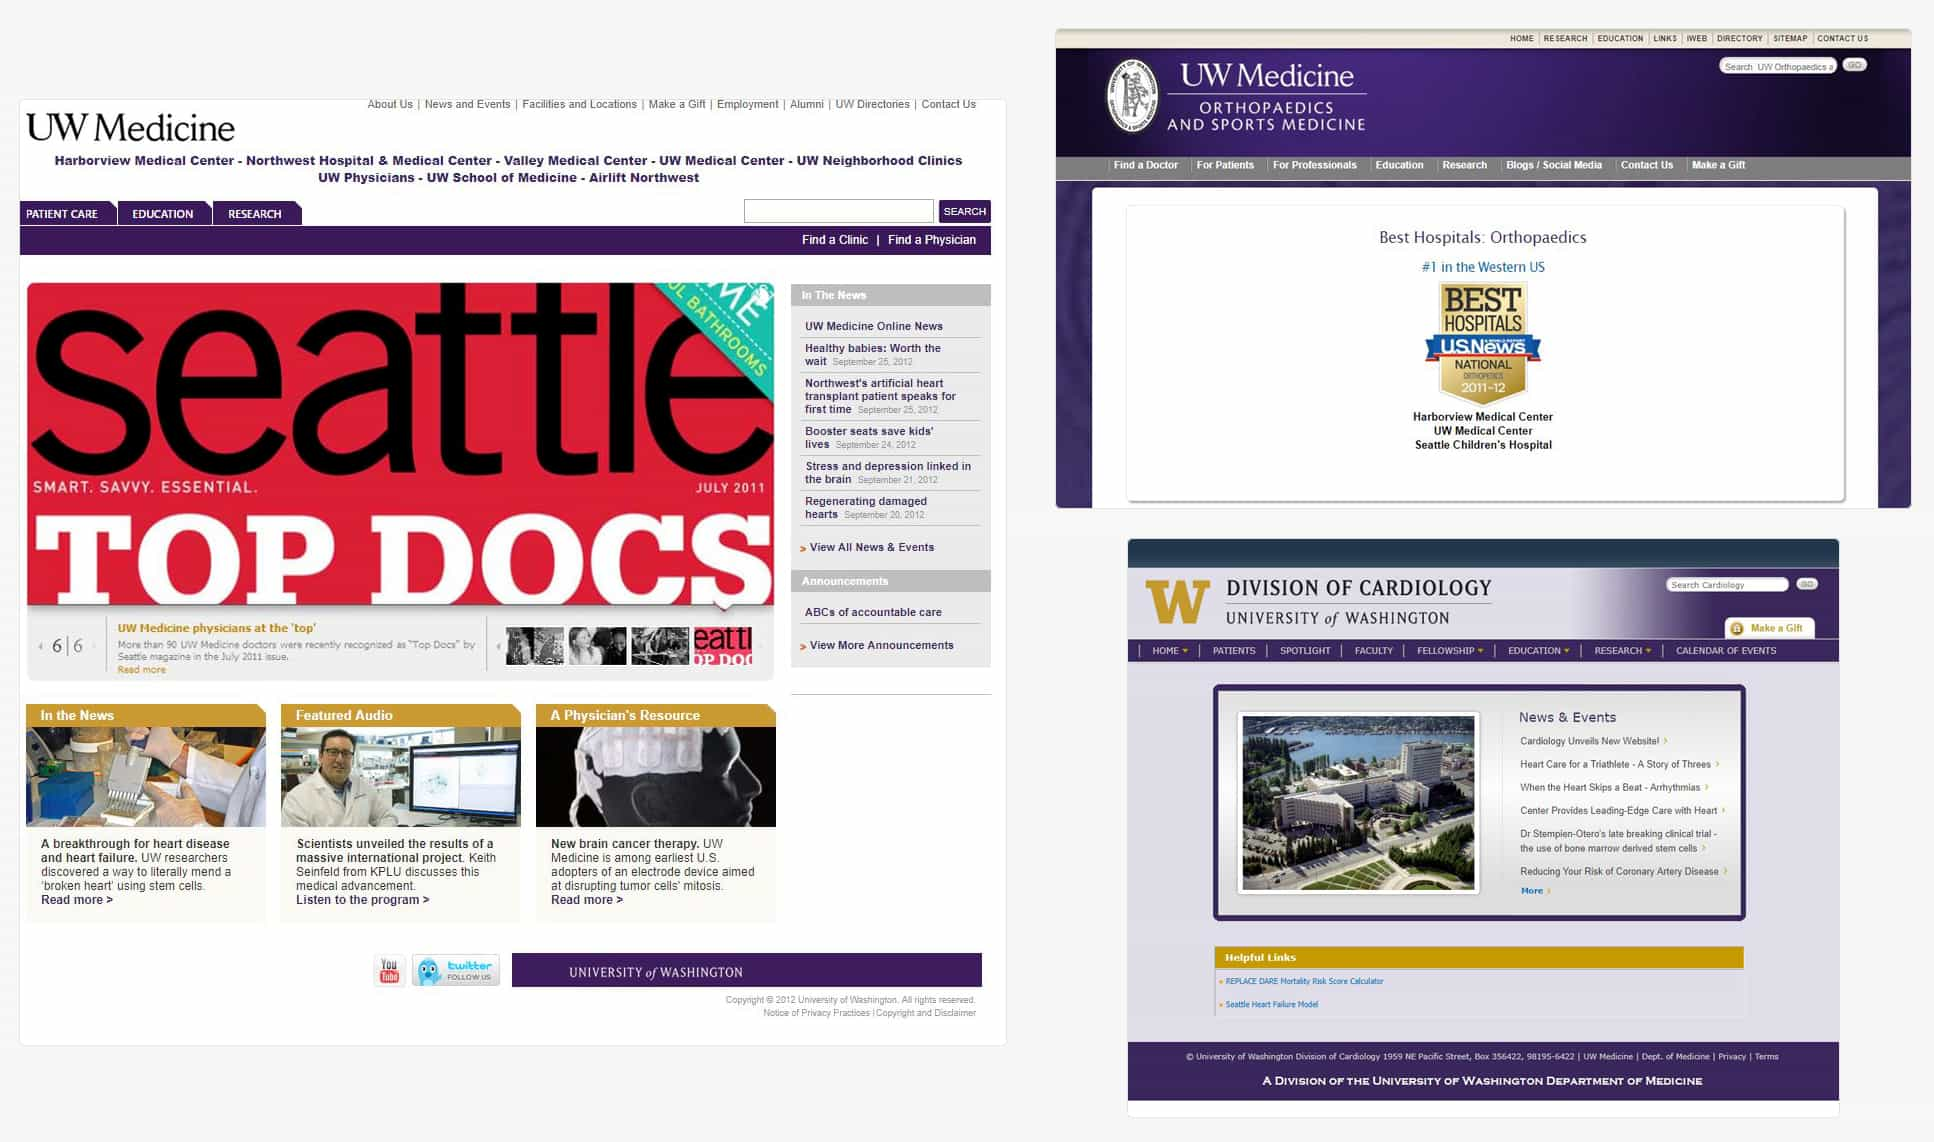 About Us | News and Events | Facilities and Locations | Make a Gift | Employment | Alumni | UW Directories | Contact Us
UW Medicine
Harborview Medical Center - Northwest Hospital & Medical Center - Valley Medical Center - UW Medical Center - UW Neighborhood Clinics
UW Physicians - UW School of Medicine - Airlift Northwest
PATIENT CARE
EDUCATION
RESEARCH
SEARCH
Find a Clinic | Find a Physician
seattle
BATHROOMS
SMART. SAVVY. ESSENTIAL.
JULY 2011
TOP DOCS
6|6
UW Medicine physicians at the 'top'
More than 90 UW Medicine doctors were recently recognized as "Top Docs" by
Seattle magazine in the July 2011 issue.
Read more
In The News
UW Medicine Online News
Healthy babies: Worth the
wait September 25, 2012
Northwest's artificial heart
transplant patient speaks for
first time September 25, 2012
Booster seats save kids'
lives September 24, 2012
Stress and depression linked in
the brain September 21, 2012
Regenerating damaged
hearts September 20, 2012
> View All News & Events
Announcements
ABCs of accountable care
> View More Announcements
In the News
A breakthrough for heart disease
and heart failure. UW researchers
discovered a way to literally mend a
'broken heart' using stem cells.
Read more >
Featured Audio
Scientists unveiled the results of a
massive international project. Keith
Seinfeld from KPLU discusses this
medical advancement.
Listen to the program >
A Physician's Resource
New brain cancer therapy. UW
Medicine is among earliest U.S.
adopters of an electrode device aimed
at disrupting tumor cells' mitosis.
Read more >
You
Tube
twitter
FOLLOW US
UNIVERSITY of WASHINGTON
Copyright © 2012 University of Washington. All rights reserved.
Notice of Privacy Practices | Copyright and Disclaimer
HOME | RESEARCH | EDUCATION | LINKS | IWEB | DIRECTORY | SITEMAP | CONTACT US
UW Medicine
ORTHOPAEDICS
AND SPORTS MEDICINE
Search UW Orthopaedics a
GO
Find a Doctor | For Patients | For Professionals | Education | Research | Blogs / Social Media | Contact Us | Make a Gift
Best Hospitals: Orthopaedics
#1 in the Western US
BEST
HOSPITALS
U.S.News
NATIONAL
ORTHOPEDICS
2011-12
Harborview Medical Center
UW Medical Center
Seattle Children's Hospital
W
DIVISION OF CARDIOLOGY
UNIVERSITY of WASHINGTON
Search Cardiology
GO
Make a Gift
HOME | PATIENTS | SPOTLIGHT | FACULTY | FELLOWSHIP | EDUCATION | RESEARCH | CALENDAR OF EVENTS
News & Events
Cardiology Unveils New Website! >
Heart Care for a Triathlete - A Story of Threes >
When the Heart Skips a Beat - Arrhythmias >
Center Provides Leading-Edge Care with Heart >
Dr Stempien-Otero's late breaking clinical trial -
the use of bone marrow derived stem cells >
Reducing Your Risk of Coronary Artery Disease >
More >
Helpful Links
REPLACE DARE Mortality Risk Score Calculator
Seattle Heart Failure Model
© University of Washington Division of Cardiology 1959 NE Pacific Street, Box 356422, 98195-6422 | UW Medicine | Dept. of Medicine | Privacy | Terms
A DIVISION OF THE UNIVERSITY OF WASHINGTON DEPARTMENT OF MEDICINE